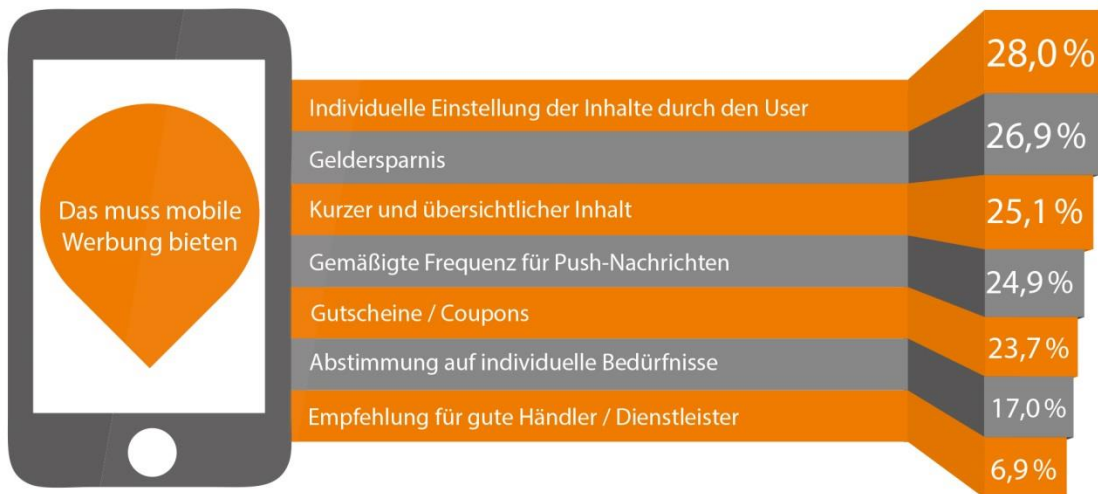 Das muss mobile
Werbung bieten
Individuelle Einstellung der Inhalte durch den User
28,0 %
Geldersparnis
26,9 %
Kurzer und übersichtlicher Inhalt
25,1 %
Gemäßigte Frequenz für Push-Nachrichten
24,9 %
Gutscheine / Coupons
23,7 %
Abstimmung auf individuelle Bedürfnisse
17,0 %
Empfehlung für gute Händler / Dienstleister
6,9 %